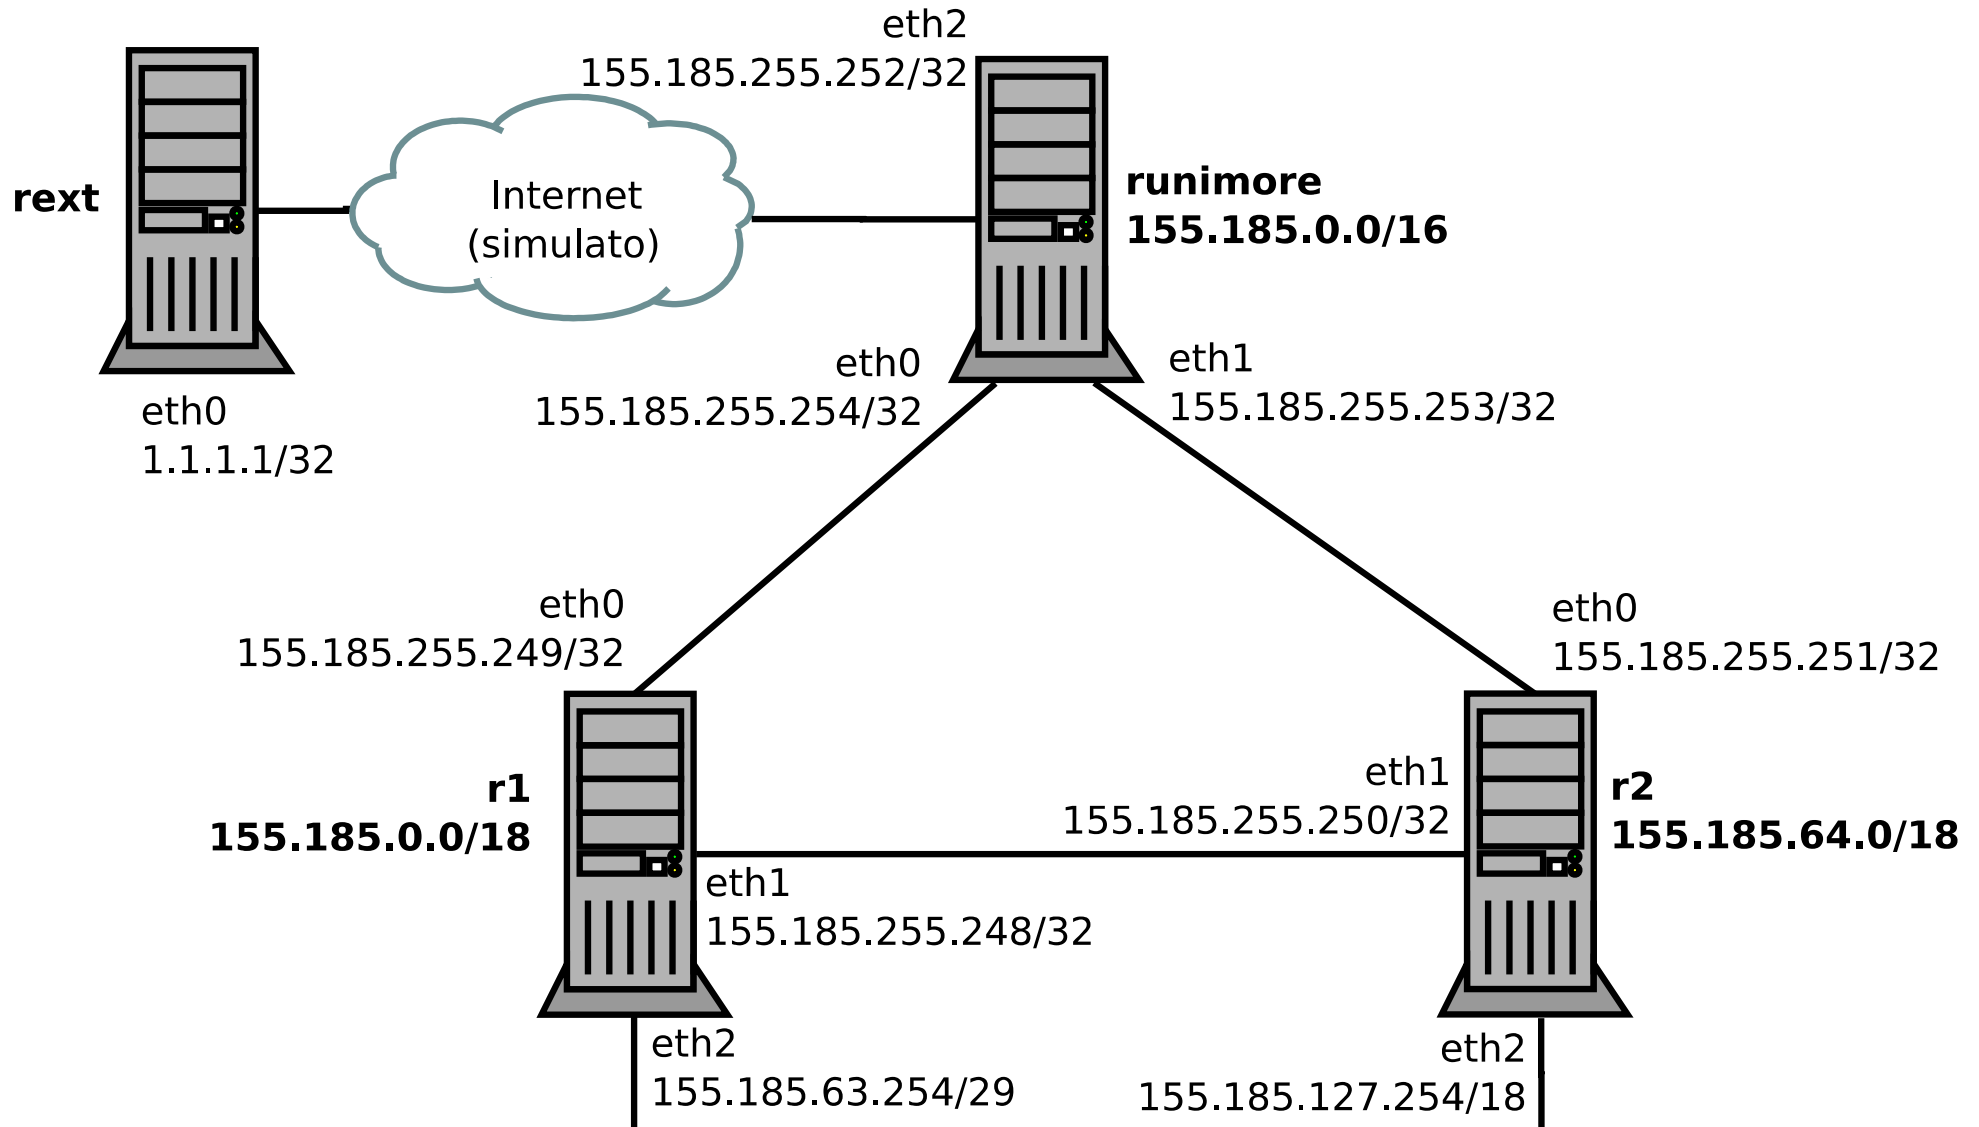 eth2
155.185.255.252/32
rext
Internet
(simulato)
runimore
155.185.0.0/16
eth0
1.1.1.1/32
eth0
155.185.255.254/32
eth1
155.185.255.253/32
eth0
155.185.255.249/32
eth0
155.185.255.251/32
r1
155.185.0.0/18
eth1
155.185.255.250/32
r2
155.185.64.0/18
eth1
155.185.255.248/32
eth2
155.185.63.254/29
eth2
155.185.127.254/18